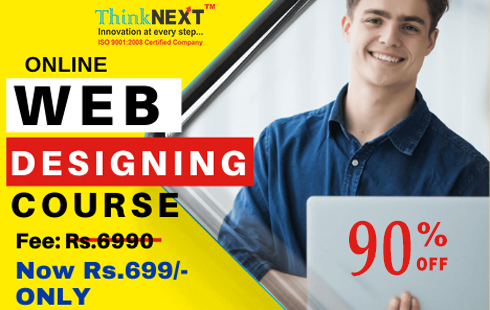 ThinkNEXT™
Innovation at every step...
ISO 9001:2008 Certified Company
ONLINE
WEB
DESIGNING
COURSE
Fee: Rs.6990
Now Rs.699/-
ONLY
90% OFF